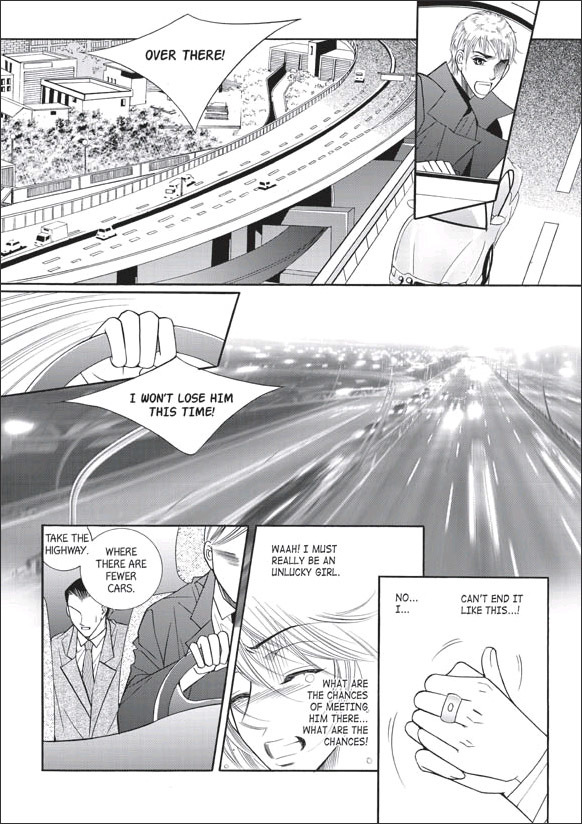 OVER THERE!
I WON'T LOSE HIM
THIS TIME!
TAKE THE
HIGHWAY.
WHERE
THERE ARE
FEWER
CARS.
WAAH! I MUST
REALLY BE AN
UNLUCKY GIRL.
WHAT ARE
THE CHANCES
OF MEETING
HIM THERE...
WHAT ARE THE
CHANCES!
NO...
I...
CAN'T END IT
LIKE THIS...!